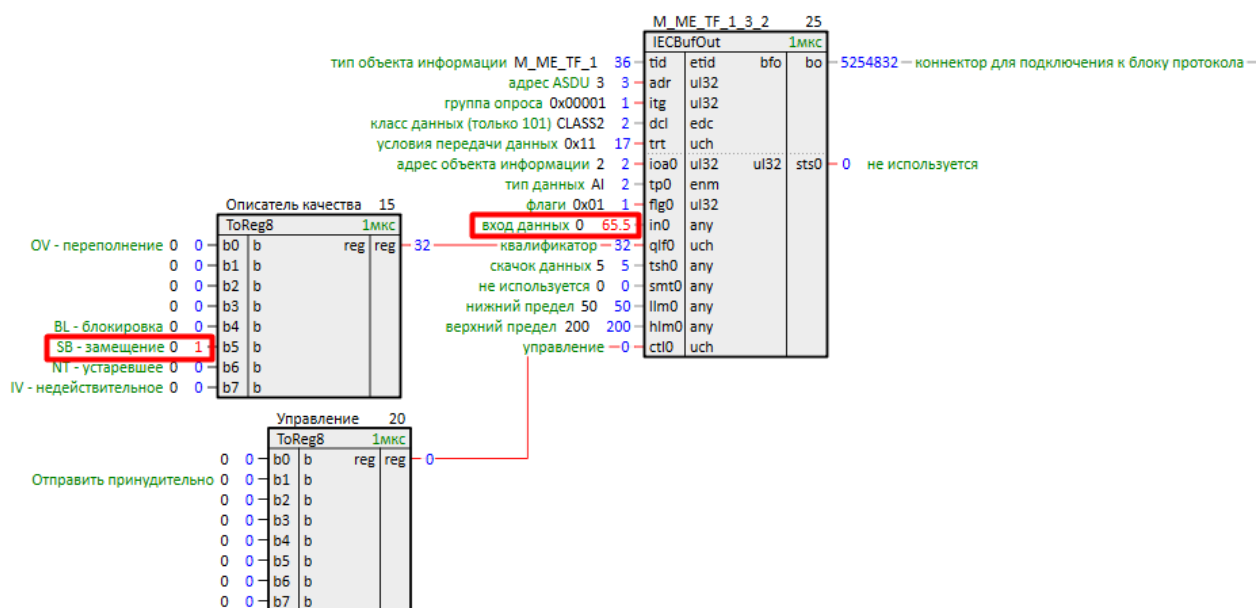 M_ME_TF_1_3_2 25
IECBufOut 1мкс
тип объекта информации M_ME_TF_1 36 tid etid bfo bo 5254832 коннектор для подключения к блоку протокола
адрес ASDU 3 3 adr ul32
группа опроса 0x00001 1 itg ul32
класс данных (только 101) CLASS2 2 dcl edc
условия передачи данных 0x11 17 trt uch
адрес объекта информации 2 2 ioa0 ul32 ul32 sts0 0 не используется
тип данных AI 2 tp0 enm
флаги 0x01 1 flg0 ul32
Описатель качества 15
ToReg8 1мкс
вход данных 0 65.5 in0 any
OV - переполнение 0 0 b0 b reg reg 32 квалификатор 32 qlf0 uch
0 0 b1 b
скачок данных 5 5 tsh0 any
0 0 b2 b
не используется 0 0 smt0 any
0 0 b3 b
нижний предел 50 50 llm0 any
BL - блокировка 0 0 b4 b
верхний предел 200 200 hlm0 any
SB - замещение 0 1 b5 b
управление 0 ctl0 uch
NT - устаревшее 0 0 b6 b
IV - недействительное 0 0 b7 b
Управление 20
ToReg8 1мкс
0 0 b0 b reg reg 0
Отправить принудительно 0 0 b1 b
0 0 b2 b
0 0 b3 b
0 0 b4 b
0 0 b5 b
0 0 b6 b
0 0 b7 b